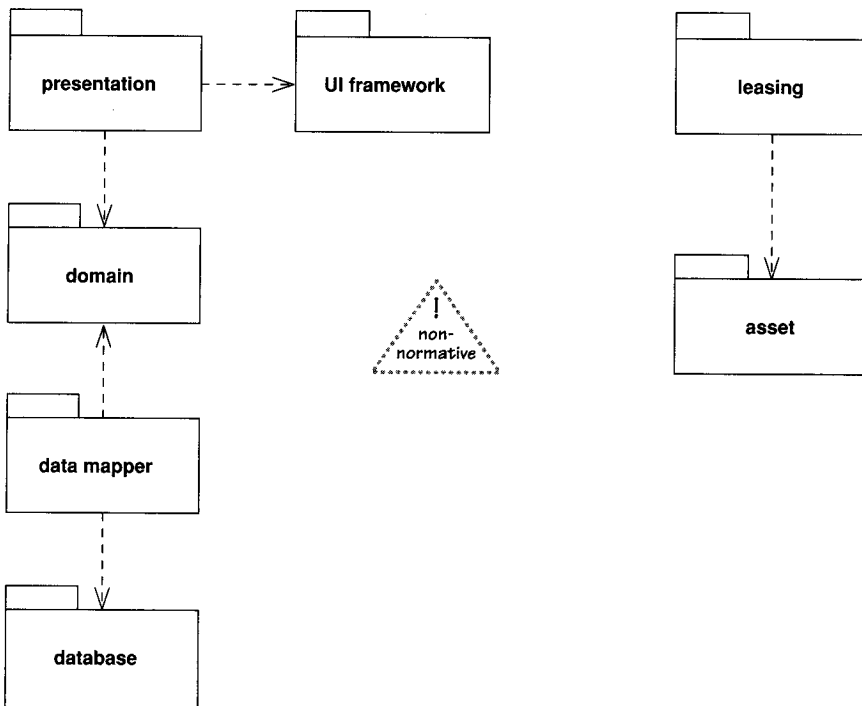 presentation
UI framework
leasing
domain
!
non-
normative
asset
data mapper
database